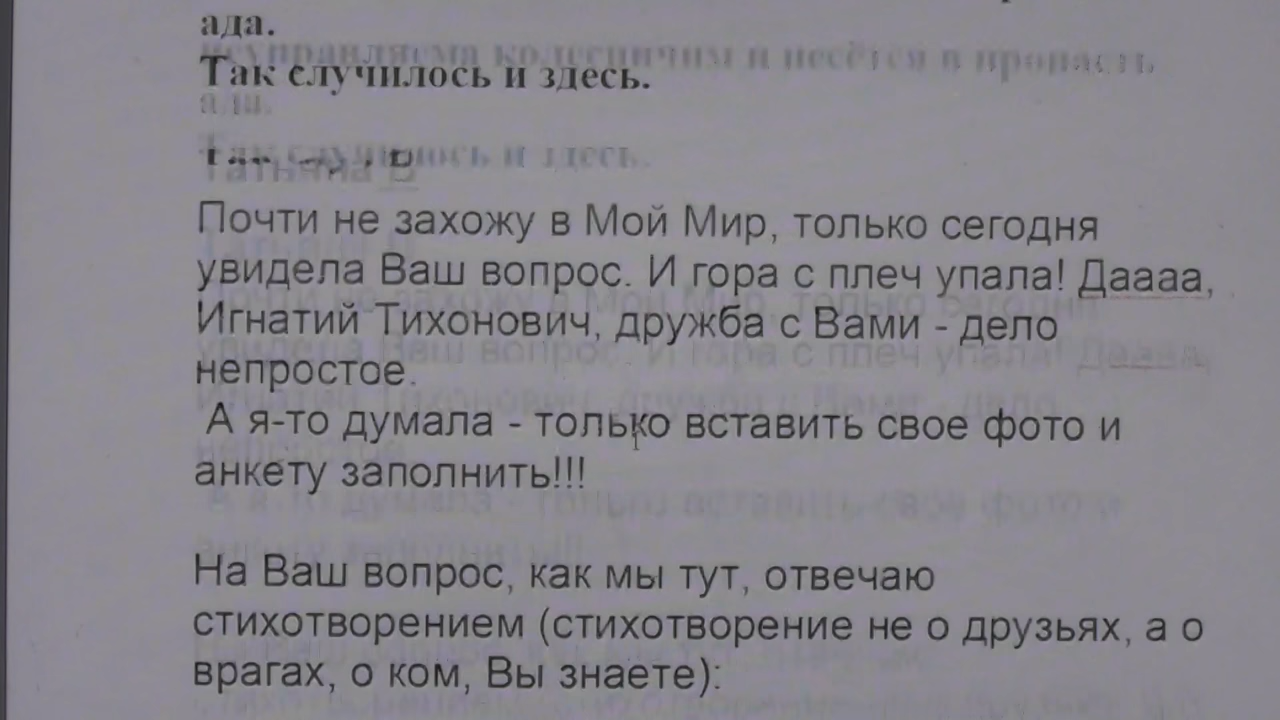 ада.
Так случилось и здесь.
Татьяна В
Почти не захожу в Мой Мир, только сегодня
увидела Ваш вопрос. И гора с плеч упала! Даааа,
Игнатий Тихонович, дружба с Вами - дело
непростое.
А я-то думала - только вставить свое фото и
анкету заполнить!!!
На Ваш вопрос, как мы тут, отвечаю
стихотворением (стихотворение не о друзьях, а о
врагах, о ком, Вы знаете):